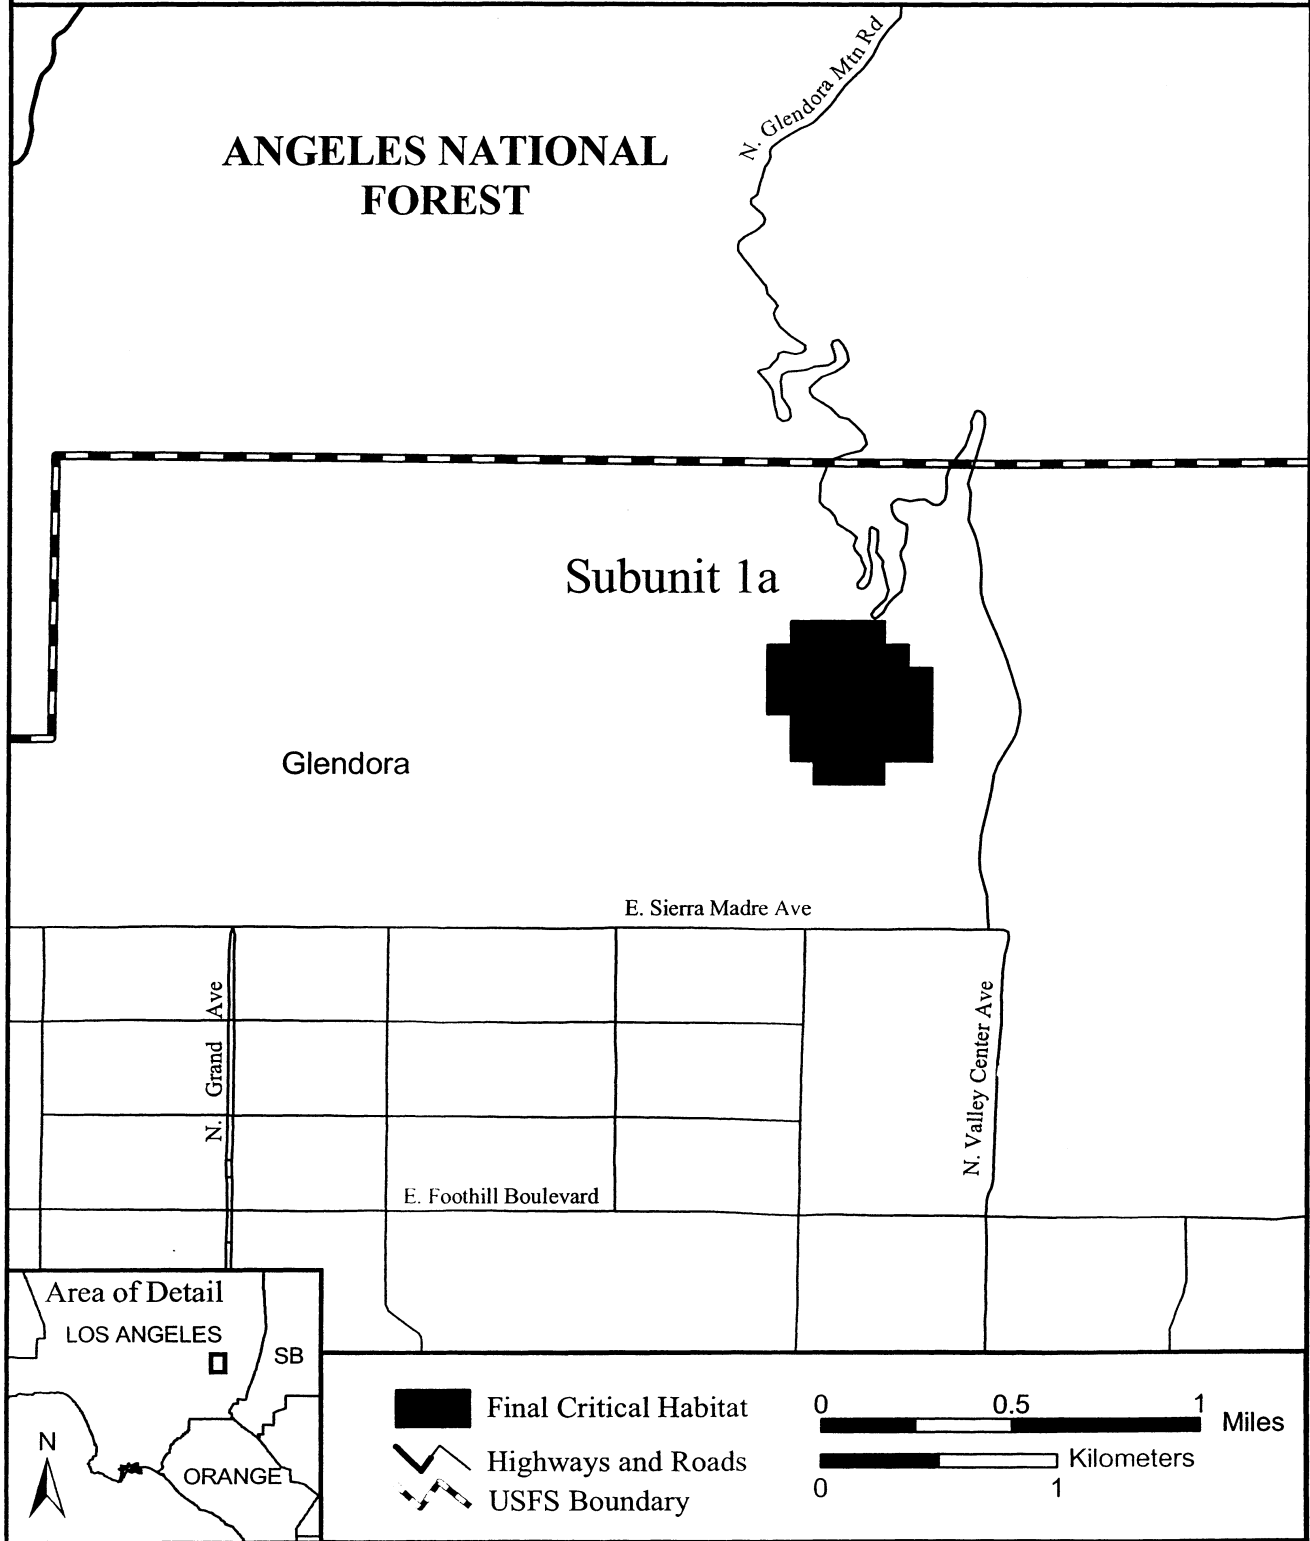 N. Glendora Mtn Rd
ANGELES NATIONAL
FOREST
Subunit 1a
Glendora
E. Sierra Madre Ave
N. Grand Ave
N. Valley Center Ave
E. Foothill Boulevard
Area of Detail
LOS ANGELES
SB
ORANGE
N
Final Critical Habitat
Highways and Roads
USFS Boundary
0 0.5 1
Miles
Kilometers
0 1